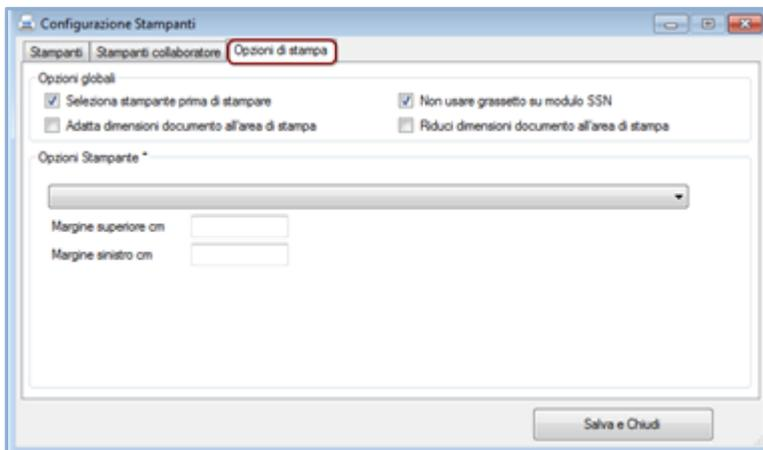 Configurazione Stampanti
Stampanti Stampanti collaboratore Opzioni di stampa
Opzioni globali
Seleziona stampante prima di stampare Non usare grassetto su modulo SSN
Adatta dimensioni documento all'area di stampa Riduci dimensioni documento all'area di stampa
Opzioni Stampante *
Margine superiore cm
Margine sinistro cm
Salva e Chiudi